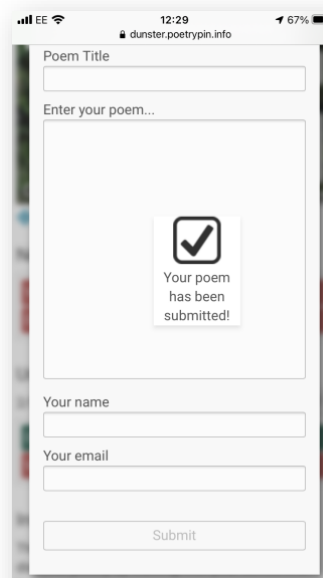 EE 12:29 67%
dunster.poetrypin.info
Poem Title
Enter your poem...
Your poem
has been
submitted!
Your name
Your email
Submit